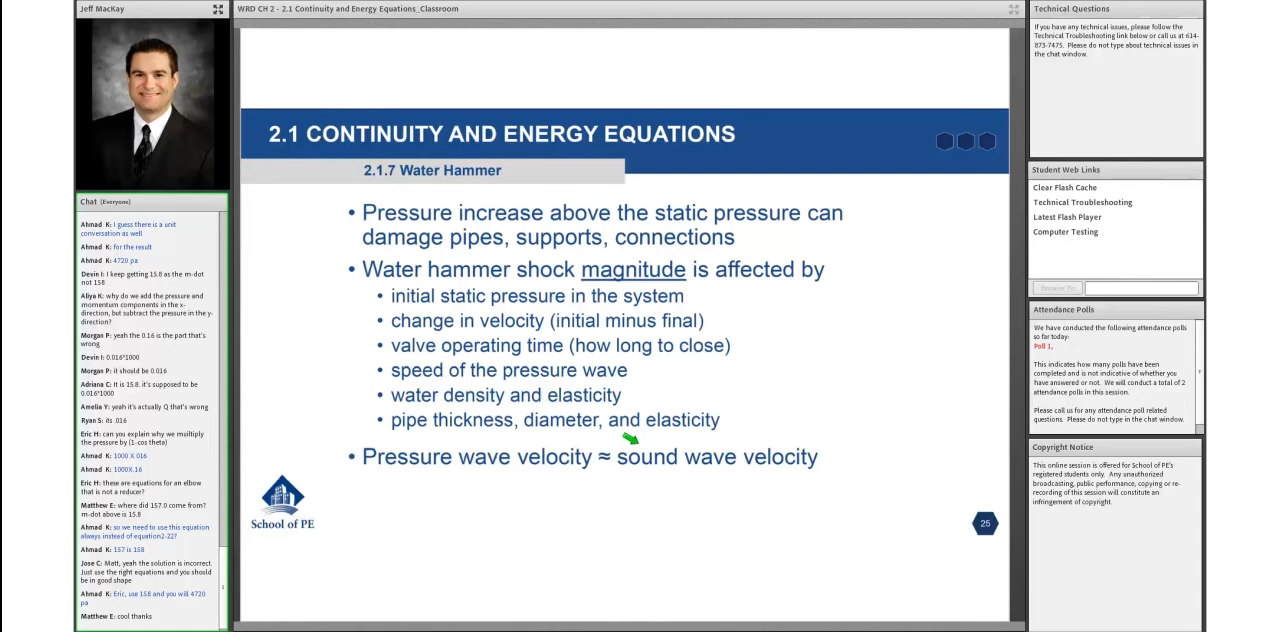 Jeff MacKay
WRD CH 2 - 2.1 Continuity and Energy Equations_Classroom
Technical Questions
If you have any technical issues, please follow the
Technical Troubleshooting link below or call us at 614-
873-7475. Please do not type about technical issues in
the chat window.
2.1 CONTINUITY AND ENERGY EQUATIONS
2.1.7 Water Hammer
• Pressure increase above the static pressure can
damage pipes, supports, connections
• Water hammer shock magnitude is affected by
• initial static pressure in the system
• change in velocity (initial minus final)
• valve operating time (how long to close)
• speed of the pressure wave
• water density and elasticity
• pipe thickness, diameter, and elasticity
• Pressure wave velocity ≈ sound wave velocity
School of PE
25
Chat (Everyone)
Ahmad K: I guess there is a unit
conversation as well
Ahmad K: for the result
Ahmad K: 4720 pa
Devin I: I keep getting 15.8 as the m-dot
not 158
Aliya K: why do we add the pressure and
momentum components in the x-
direction, but subtract the pressure in the y-
direction?
Morgan P: yeah the 0.16 is the part that's
wrong
Devin I: 0.016*1000
Morgan P: it should be 0.016
Adriana C: It is 15.8. it's supposed to be
0.016*1000
Amelia Y: yeah it's actually Q that's wrong
Ryan S: its .016
Eric H: can you explain why we multiply
the pressure by (1-cos theta)
Ahmad K: 1000 X 016
Ahmad K: 1000X.16
Eric H: these are equations for an elbow
that is not a reducer?
Matthew E: where did 157.0 come from?
m-dot above is 15.8
Ahmad K: so we need to use this equation
always instead of equation2-22?
Ahmad K: 157 is 158
Jose C: Matt, yeah the solution is incorrect.
Just use the right equations and you should
be in good shape
Ahmad K: Eric, use 158 and you will 4720
pa
Matthew E: cool thanks
Student Web Links
Clear Flash Cache
Technical Troubleshooting
Latest Flash Player
Computer Testing
Browse To
Attendance Polls
We have conducted the following attendance polls
so far today:
Poll 1,
This indicates how many polls have been
completed and is not indicative of whether you
have answered or not. We will conduct a total of 2
attendance polls in this session.
Please call us for any attendance poll related
questions. Please do not type in the chat window.
Copyright Notice
This online session is offered for School of PE's
registered students only. Any unauthorized
broadcasting, public performance, copying or re-
recording of this session will constitute an
infringement of copyright.